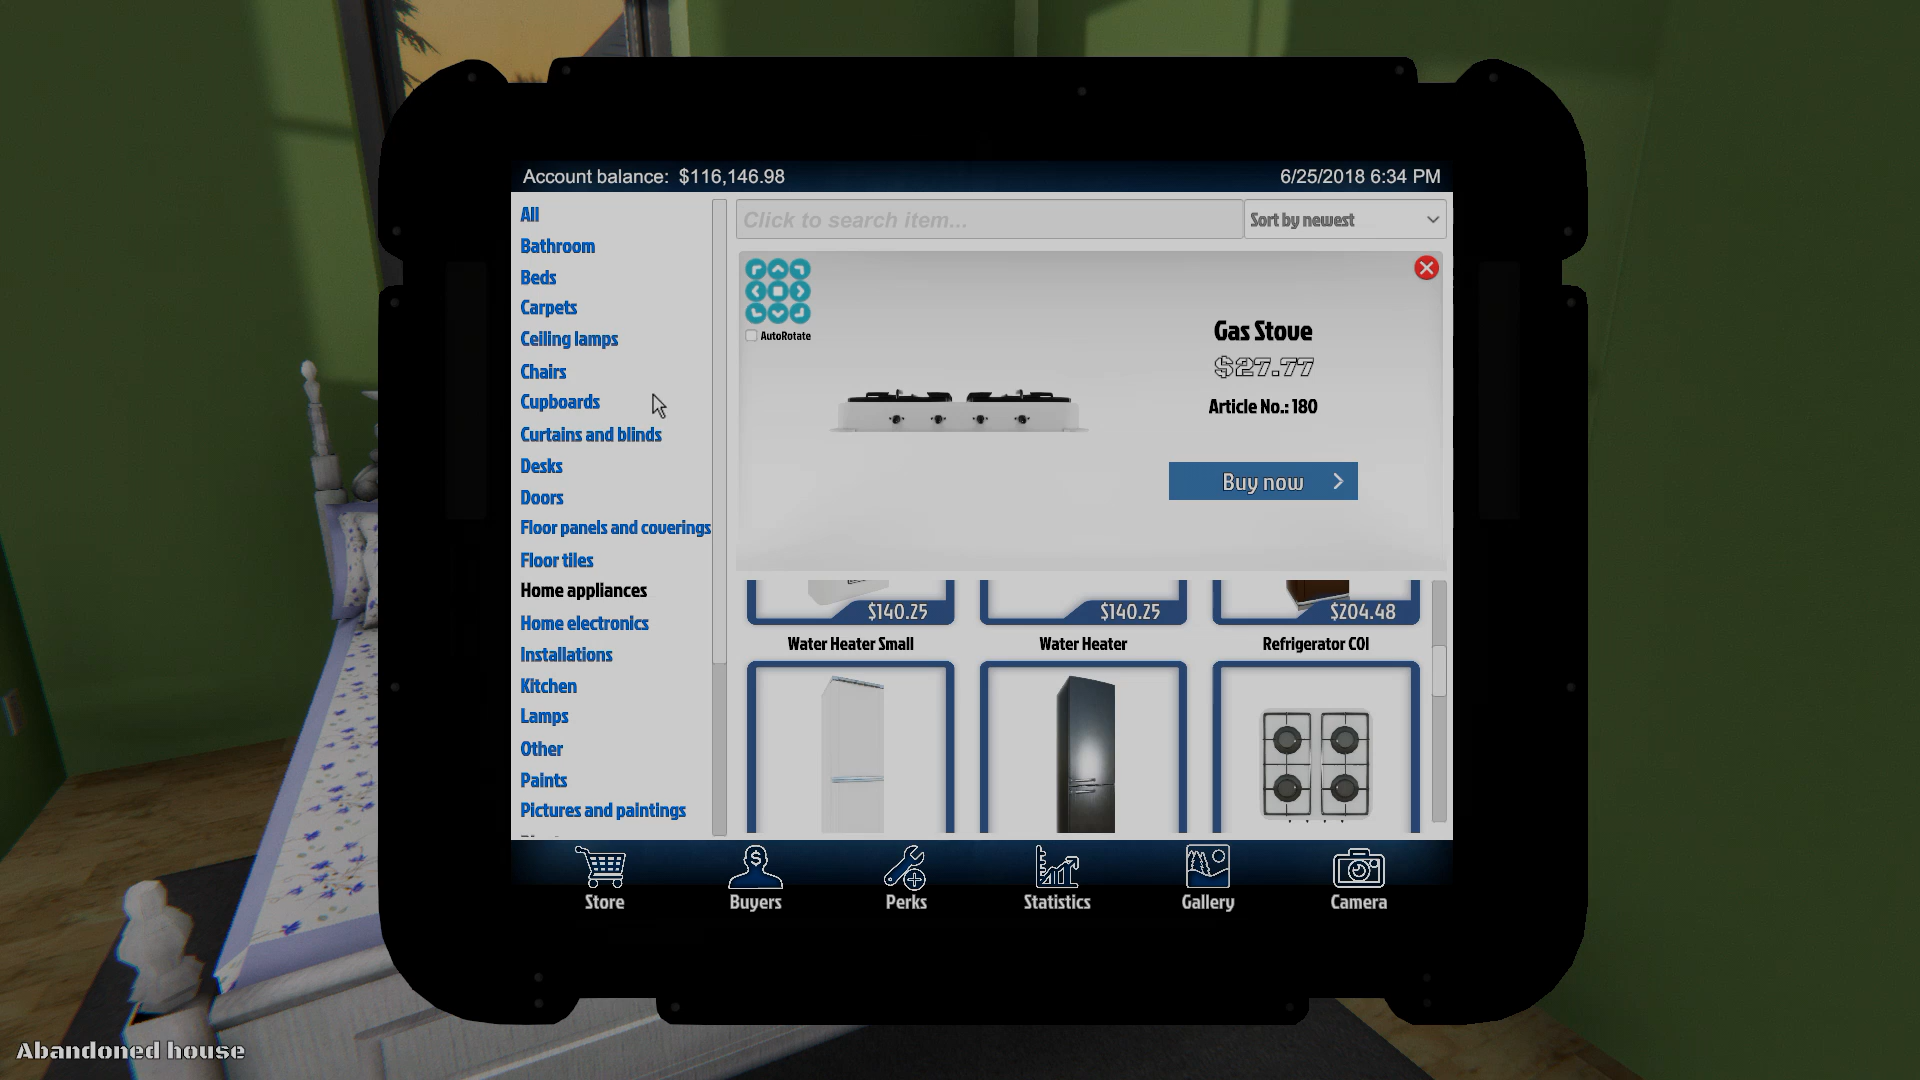 Account balance: $116,146.98
6/25/2018 6:34 PM
All
Bathroom
Beds
Carpets
Ceiling lamps
Chairs
Cupboards
Curtains and blinds
Desks
Doors
Floor panels and coverings
Floor tiles
Home appliances
Home electronics
Installations
Kitchen
Lamps
Other
Paints
Pictures and paintings
Click to search item...
Sort by newest
AutoRotate
Gas Stove
$27.77
Article No.: 180
Buy now
$140.25
$140.25
$204.48
Water Heater Small
Water Heater
Refrigerator C01
Store
Buyers
Perks
Statistics
Gallery
Camera
Abandoned house